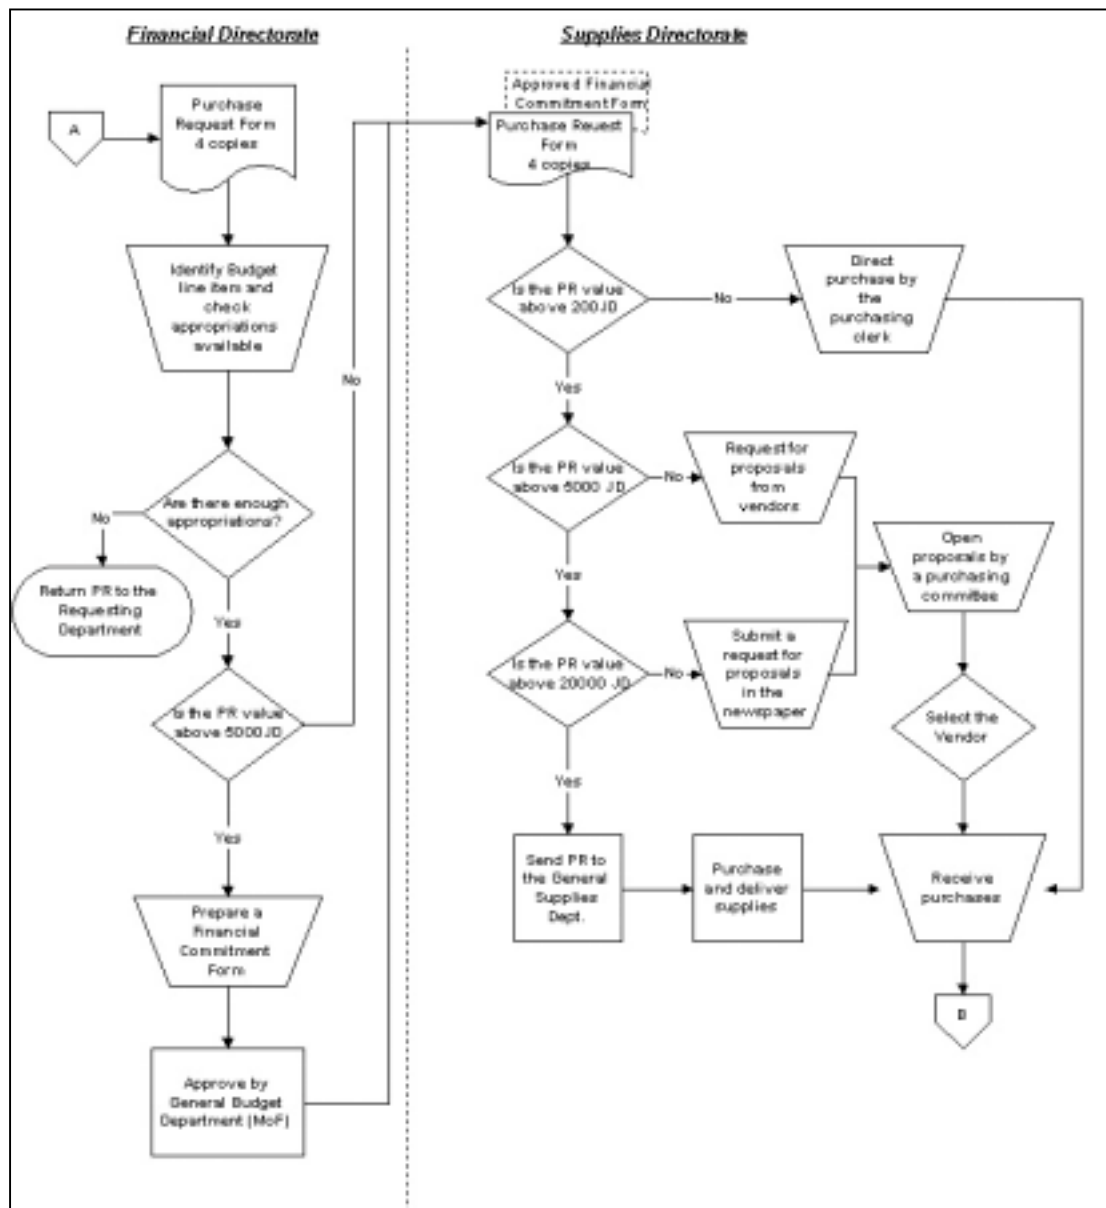 Financial Directorate
Supplies Directorate
A
Purchase
Request Form
4 copies
Identify Budget
line item and
check
appropriations
available
Are there enough
appropriations?
No
Return PR to the
Requesting
Department
Yes
Is the PR value
above 5000JD
No
Yes
Prepare a
Financial
Commitment
Form
Approve by
General Budget
Department (MoF)
Approved Financial
Commitment Form
Purchase Reuest
Form
4 copies
Is the PR value
above 200JD
No
Direct
purchase by
the
purchasing
clerk
Yes
Is the PR value
above 5000 JD
No
Request for
proposals
from
vendors
Open
proposals by
a purchasing
committee
Yes
Is the PR value
above 20000 JD
No
Submit a
request for
proposals
in the
newspaper
Select the
Vendor
Yes
Send PR to
the General
Supplies
Dept.
Purchase
and deliver
supplies
Receive
purchases
B